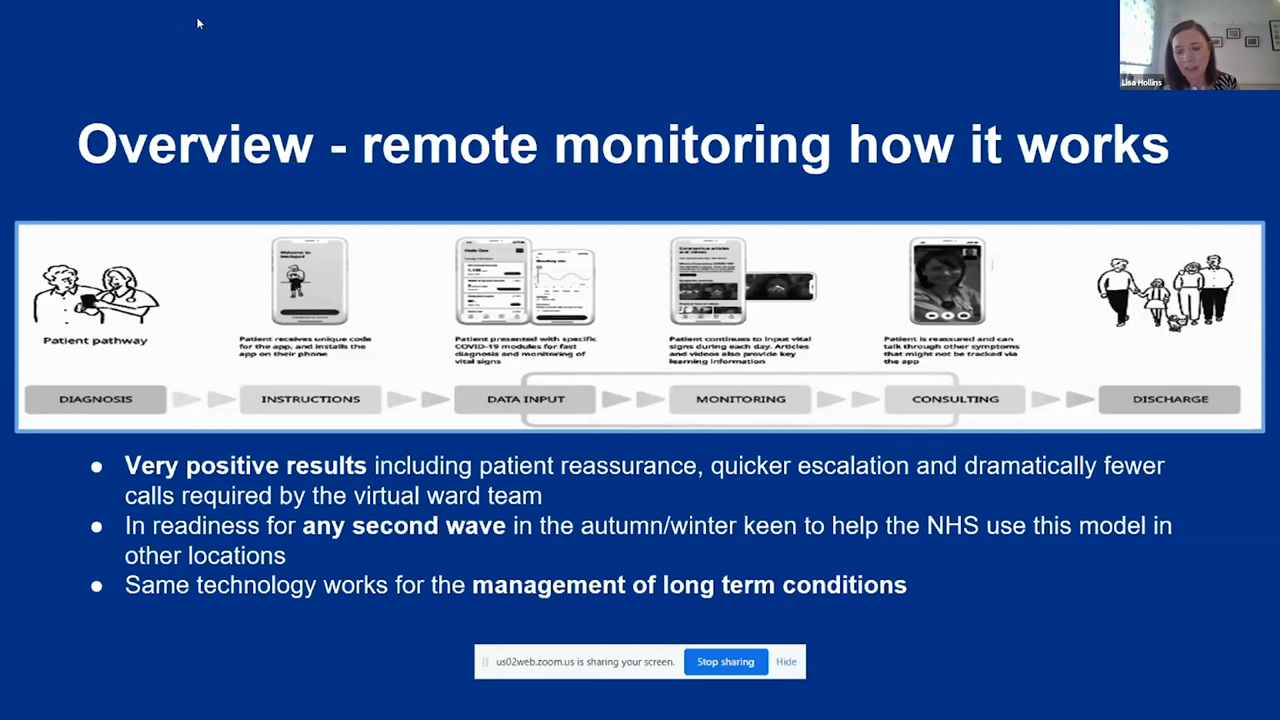 Lisa Hollins
Overview - remote monitoring how it works
Patient pathway
Patient receives unique code
for the app, and installs the
app on their phone
Patient presented with specific
COVID-19 modules for fast
diagnosis and monitoring of
vital signs
Patient continues to input vital
signs during each day. Articles
and videos also provide key
learning information
Patient is reassured and can
talk through other symptoms
that might not be tracked via
the app
DIAGNOSIS
INSTRUCTIONS
DATA INPUT
MONITORING
CONSULTING
DISCHARGE
● Very positive results including patient reassurance, quicker escalation and dramatically fewer
calls required by the virtual ward team
● In readiness for any second wave in the autumn/winter keen to help the NHS use this model in
other locations
● Same technology works for the management of long term conditions
us02web.zoom.us is sharing your screen.
Stop sharing
Hide